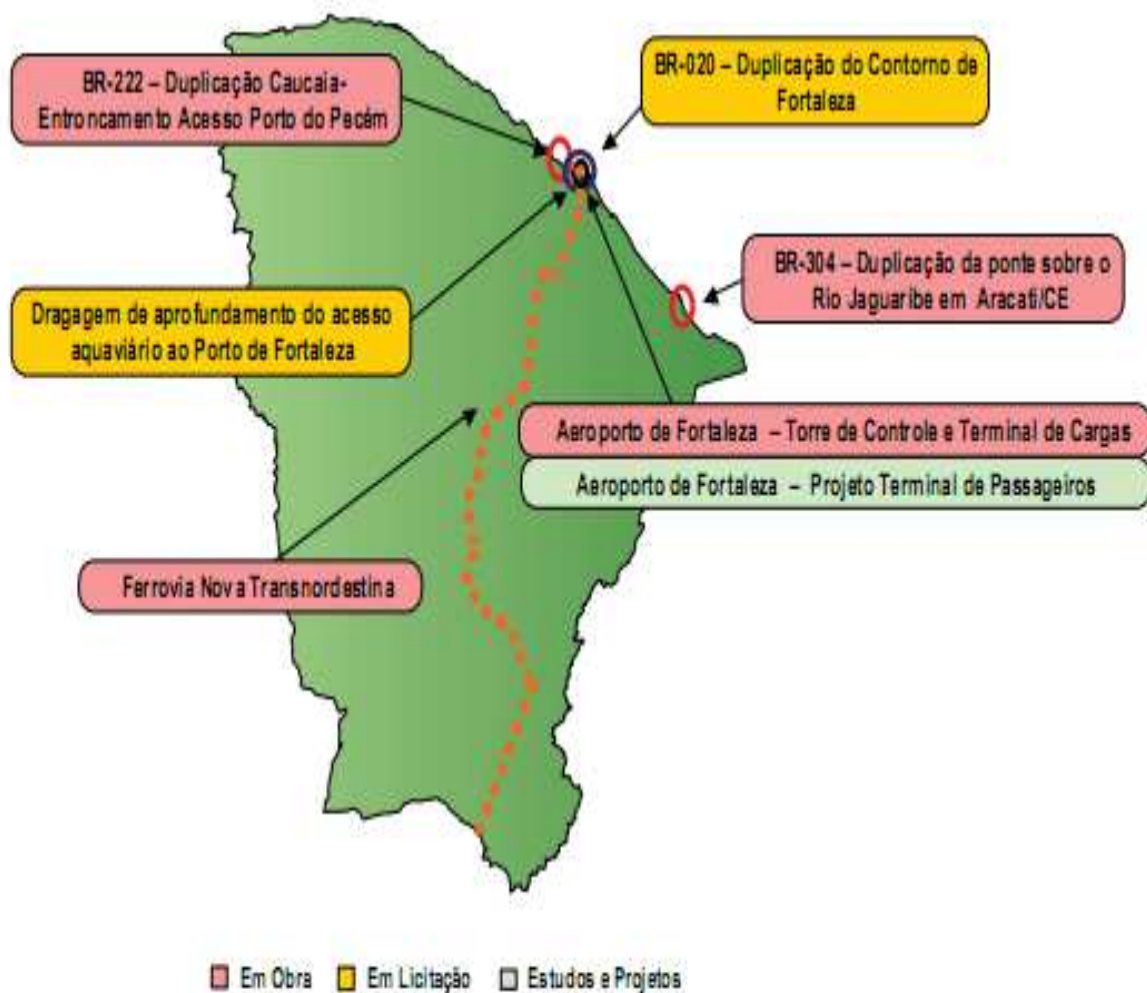 BR-222 – Duplicação Caucaia-
Entroncamento Acesso Porto do Pecém
BR-020 – Duplicação do Contorno de
Fortaleza
BR-304 – Duplicação da ponte sobre o
Rio Jaguaribe em Aracati/CE
Dragagem de aprofundamento do acesso
aquaviário ao Porto de Fortaleza
Aeroporto de Fortaleza – Torre de Controle e Terminal de Cargas
Aeroporto de Fortaleza – Projeto Terminal de Passageiros
Ferrovia Nova Transnordestina
Em Obra Em Licitação Estudos e Projetos